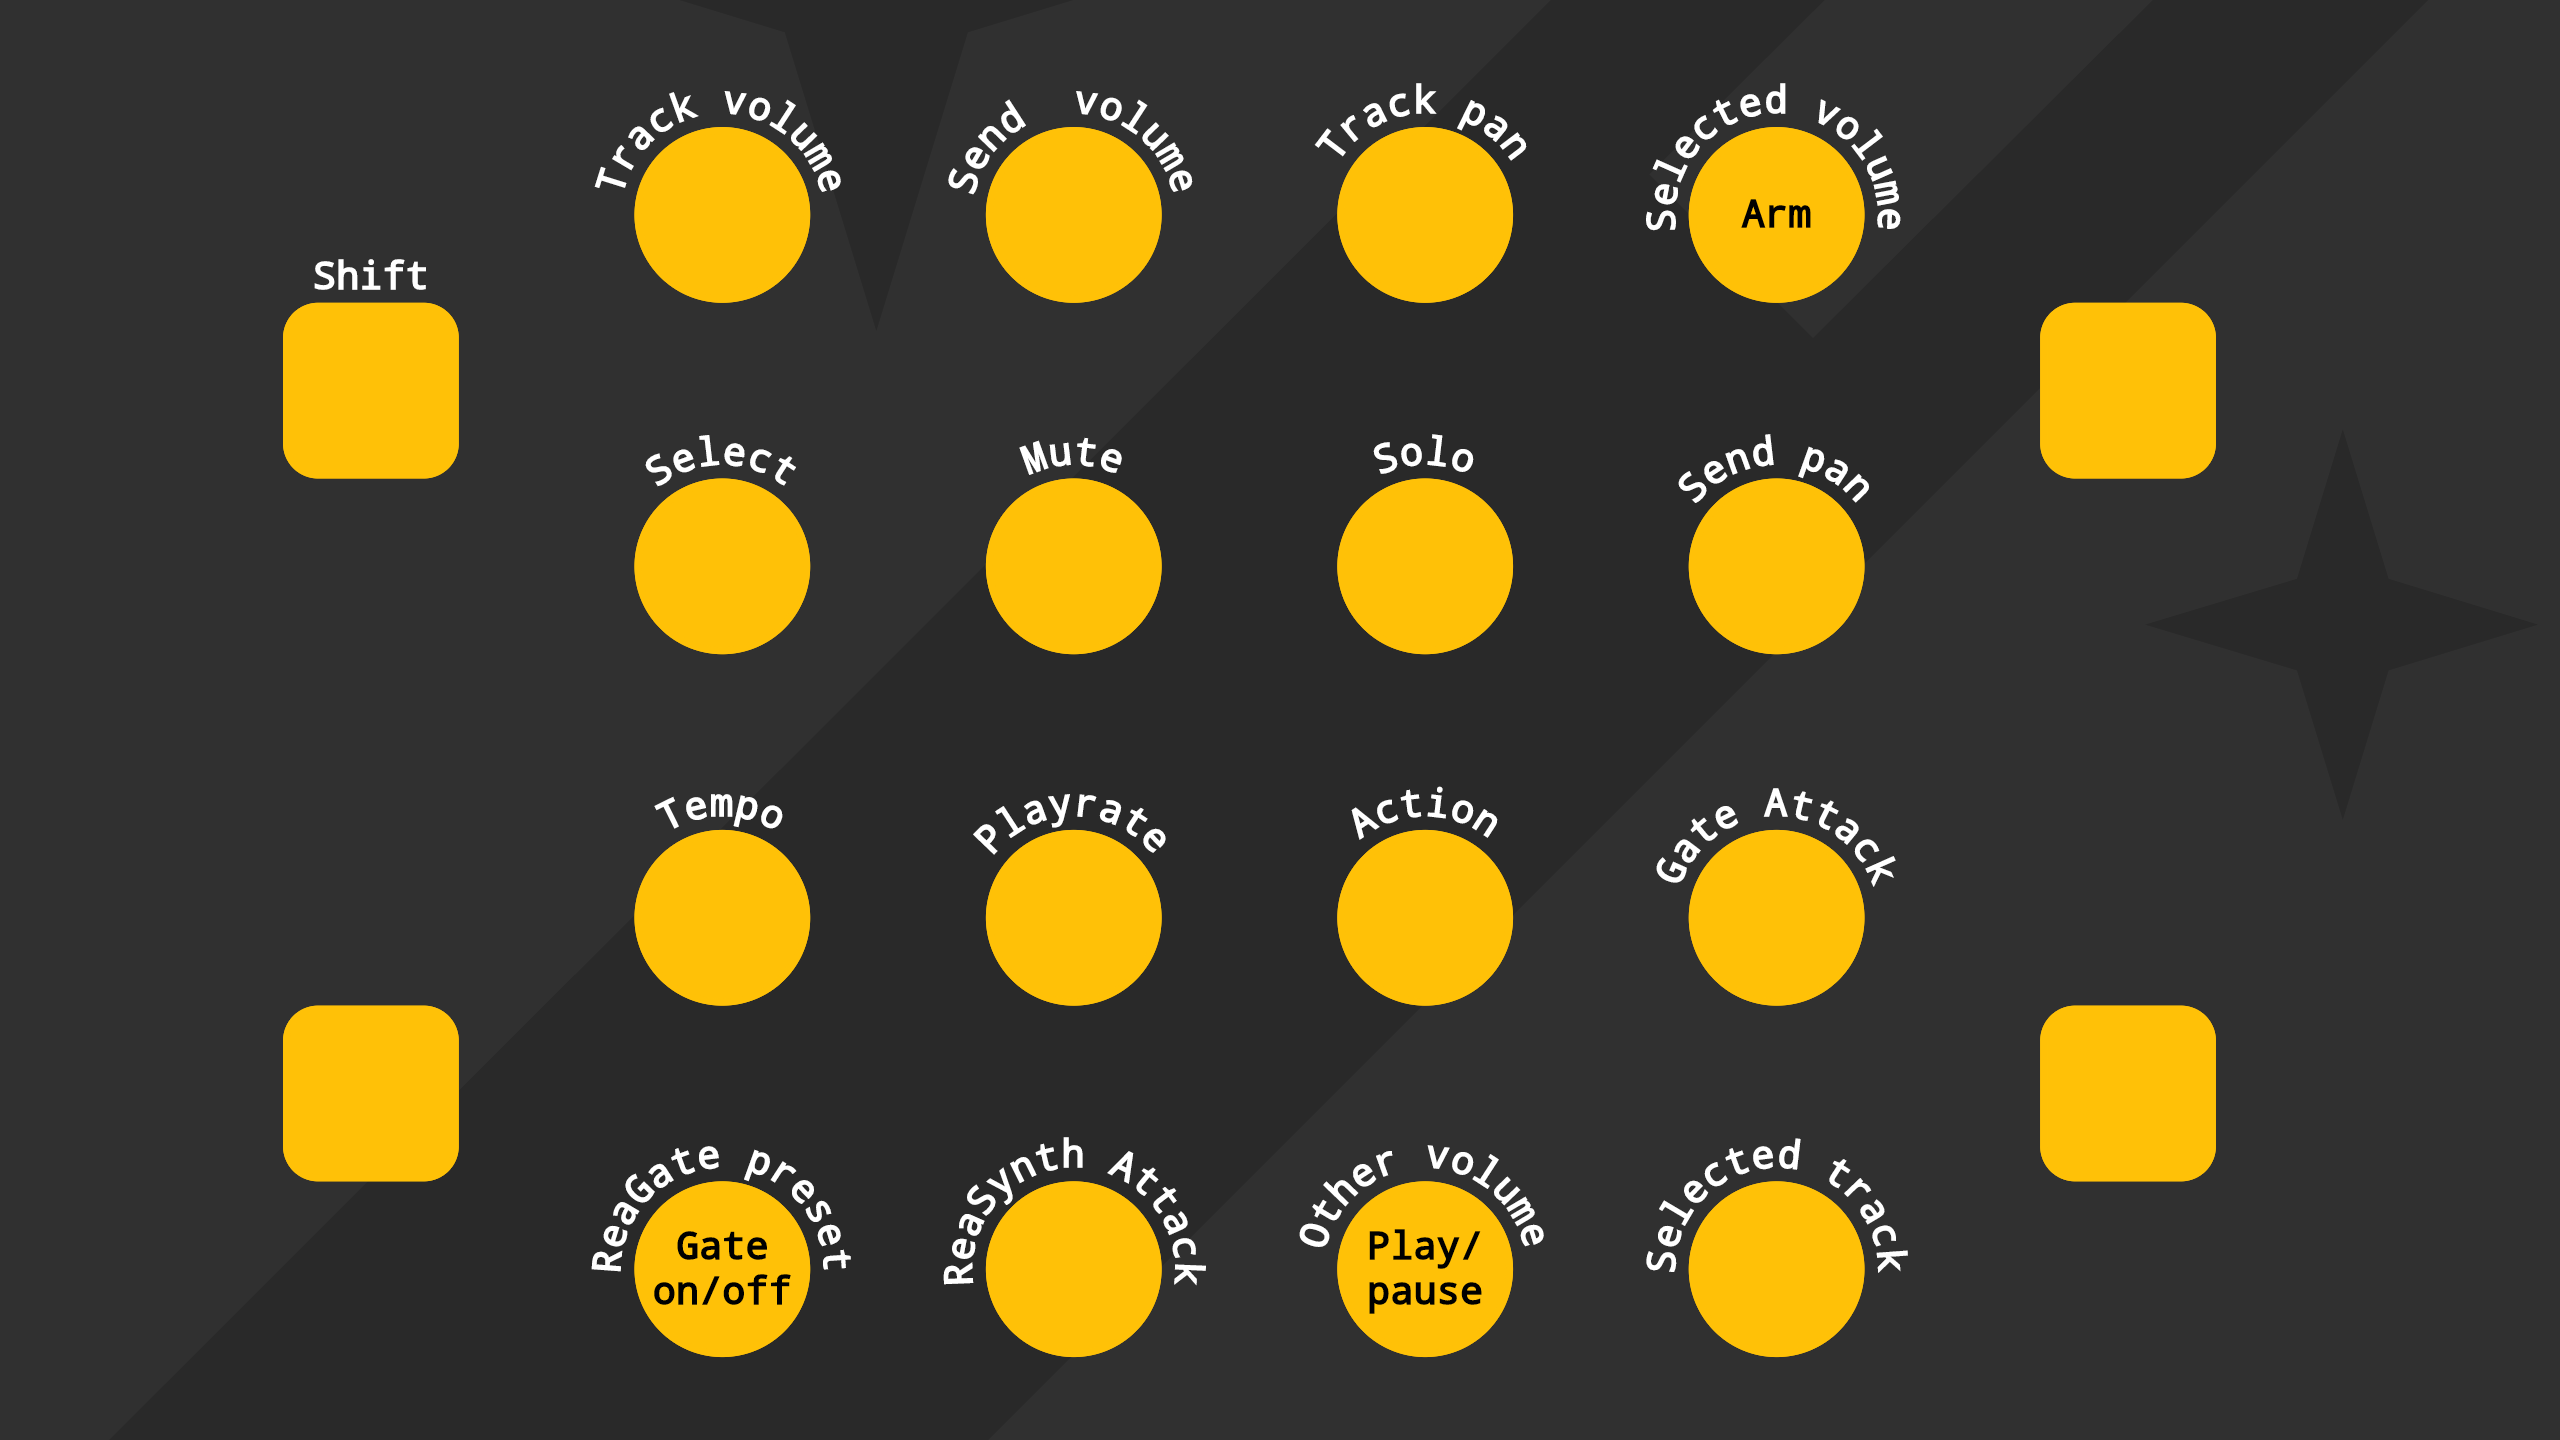 Track volume
Send volume
Track pan
Selected volume
Arm
Shift
Select
Mute
Solo
Send pan
Tempo
Playrate
Action
Gate Attack
ReaGate preset
Gate
on/off
ReaSynth Attack
Other volume
Play/
pause
Selected track